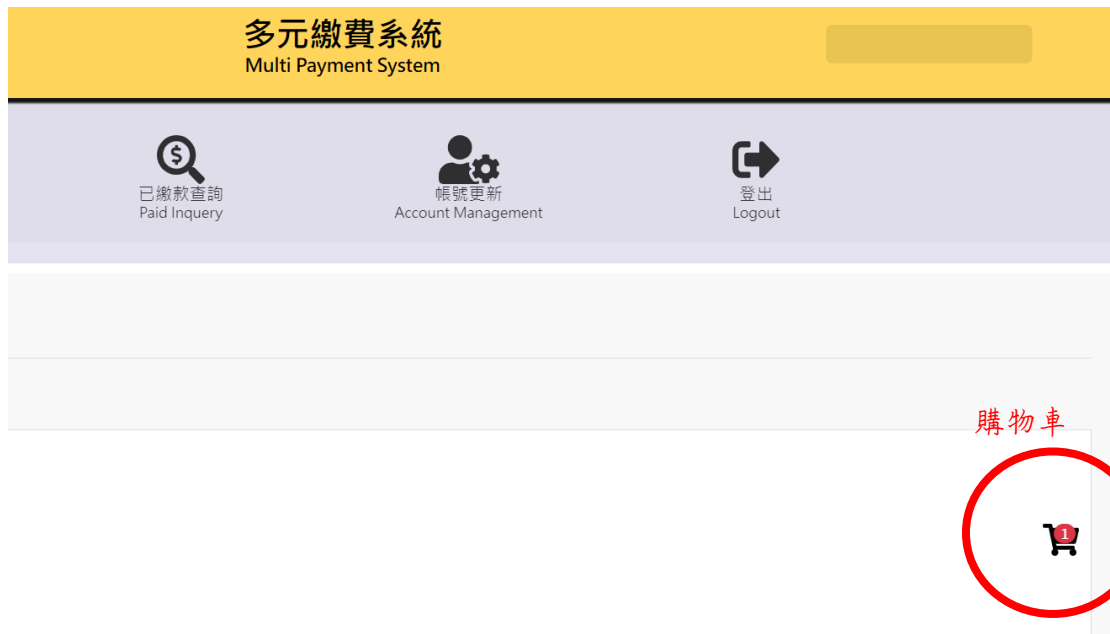 多元繳費系統
Multi Payment System
已繳款查詢
Paid Inquery
帳號更新
Account Management
登出
Logout
購物車
1